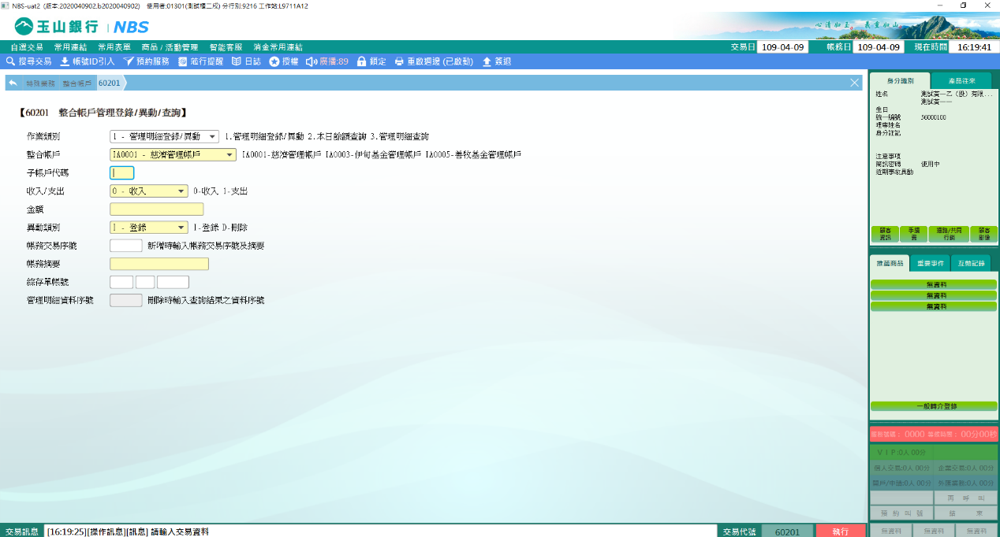 NBS-uat2 (版本:2020040902.b2020040902) 使用者:01301(測試櫃二段) 分行別:9216 工作站:L9711A12
玉山銀行 NBS
心清如玉。義重如山。
自選交易 常用連結 常用表單 商品/活動管理 智能客服 消金常用連結
交易日 109-04-09 帳務日 109-04-09 現在時間 16:19:41
搜尋交易 帳號ID引入 預約服務 菈行提醒 日誌 授權 廣播:89 鎖定 重啟週邊 (已啟動) 簽退
特殊業務 整合帳戶 60201
【60201 整合帳戶管理登錄/異動/查詢】
作業類別 1 - 管理明細登錄/異動 1.管理明細登錄/異動 2.本日餘額查詢 3.管理明細查詢
整合帳戶 IA0001 - 慈濟管理帳戶 IA0001-慈濟管理帳戶 IA0003-伊甸基金管理帳戶 IA0005-善牧基金管理帳戶
子帳戶代碼
收入/支出 0 - 收入 0-收入 1-支出
金額
異動類別 I - 登錄 I-登錄 D-刪除
帳務交易序號 新增時輸入帳務交易序號及摘要
帳務摘要
綜存單帳號
管理明細資料序號 刪除時輸入查詢結果之資料序號
身分識別 產品往來
姓名 測試黃一乙（股）有限...
測試黃一一
生日
統一編號 56000100
理專姓名
身分註記
注意事項
簡訊密碼 使用中
近期事故異動
顧客資訊 手續費 通路/共同行銷 顧客影像
推薦商品 重要事件 互動記錄
無資料
無資料
無資料
一般轉介登錄
服務號碼： 0000 等候時間： 00分00秒
ＶＩＰ:0人 00分
個人交易:0人 00分 企業交易:0人 00分
開戶/申請:0人 00分 外匯業務:0人 00分
再 呼 叫
預 約 叫 號 結 束
無資料 無資料 無資料
交易訊息 [16:19:25][操作訊息][訊息] 請輸入交易資料 交易代號 60201 執行